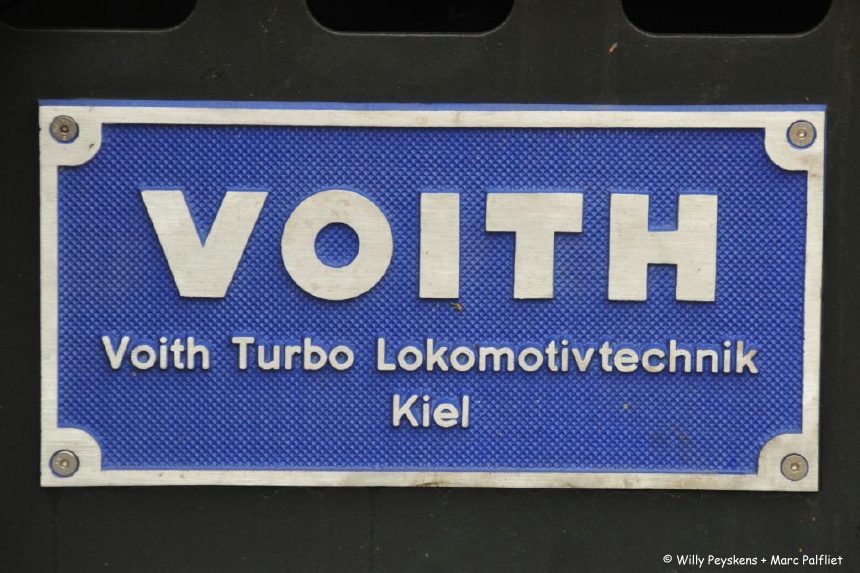 VOITH
Voith Turbo Lokomotivtechnik
Kiel
© Willy Peyskens + Marc Palfliet